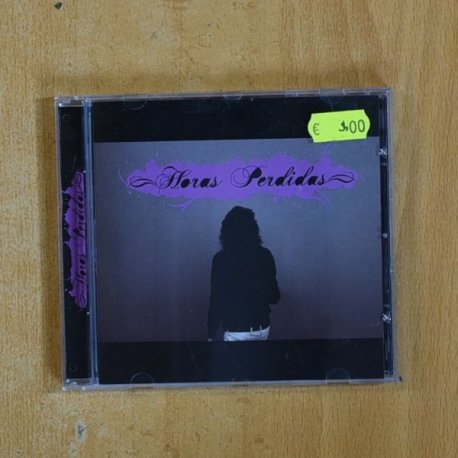 € 3.00
~Horas Perdidas~
Horas Perdidas